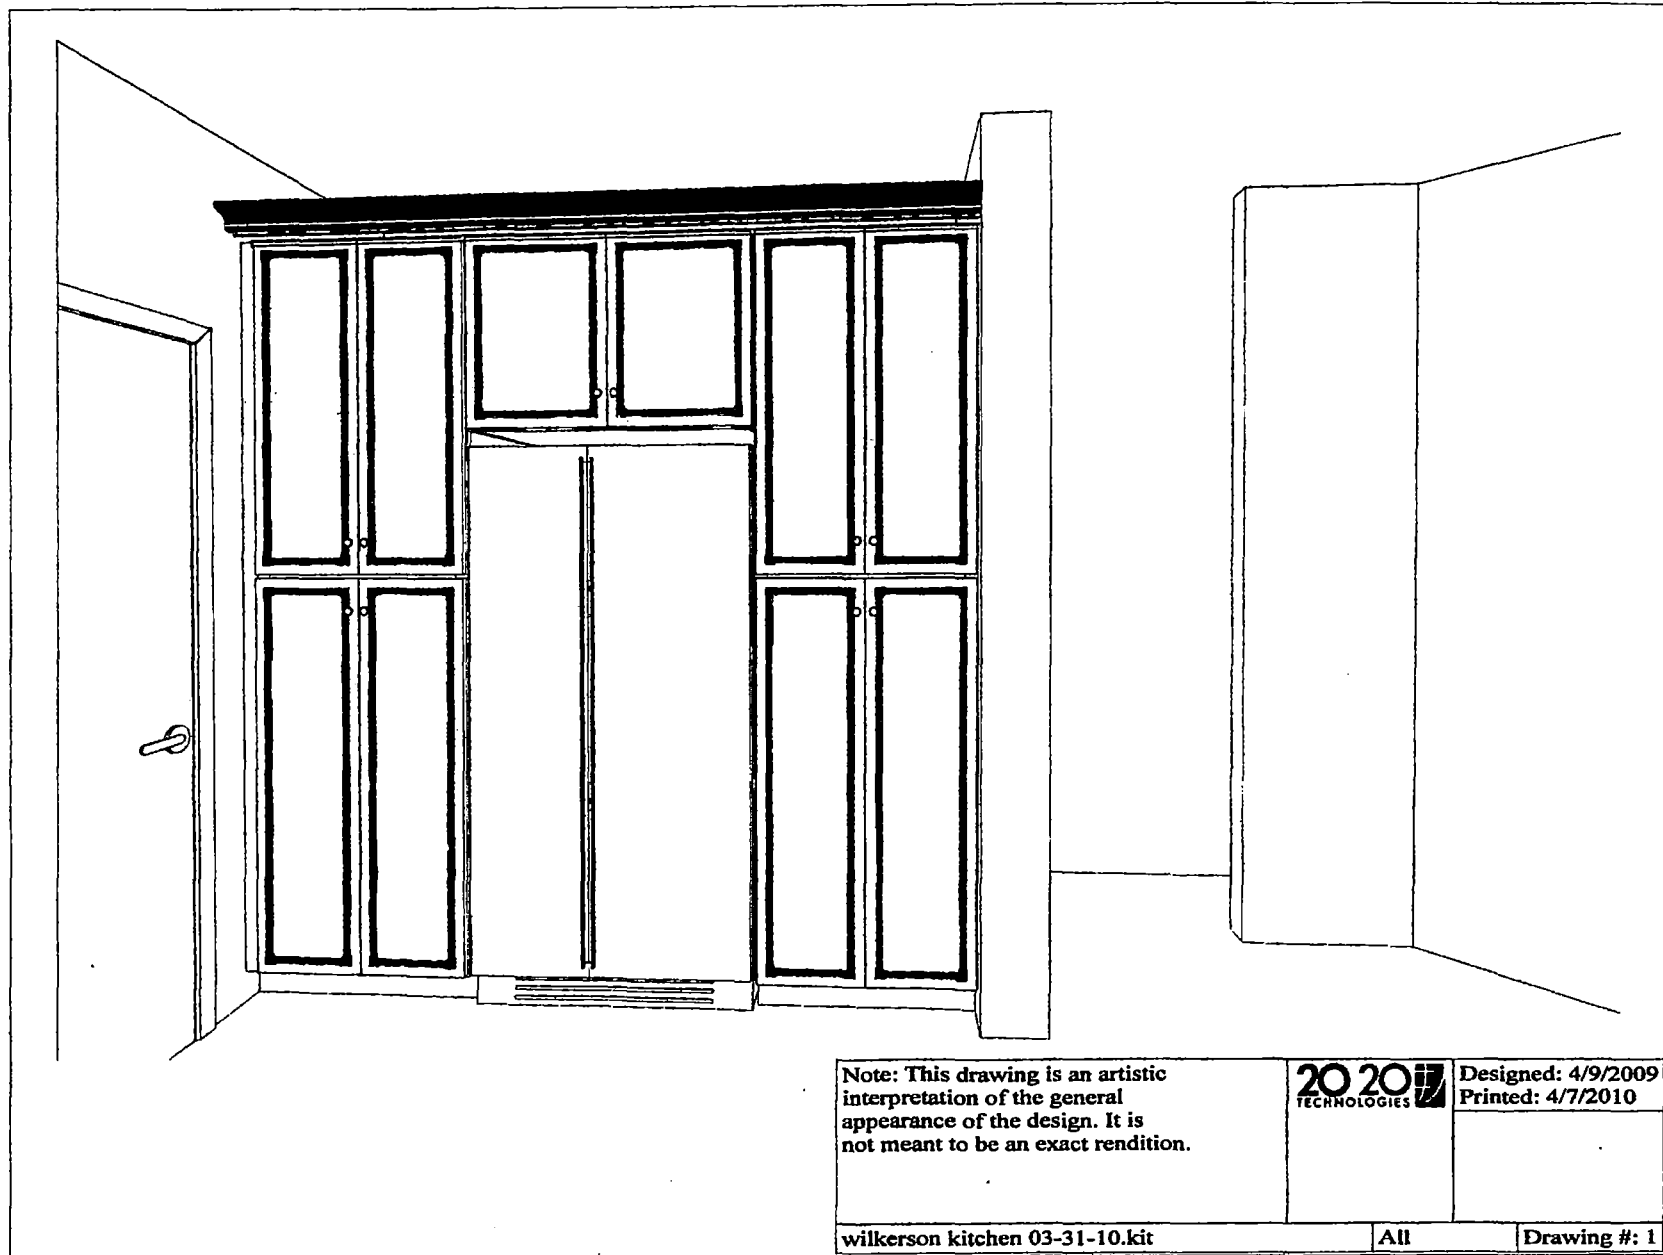 Note: This drawing is an artistic
interpretation of the general
appearance of the design. It is
not meant to be an exact rendition.
20 20
TECHNOLOGIES
Designed: 4/9/2009
Printed: 4/7/2010
wilkerson kitchen 03-31-10.kit
All
Drawing #: 1